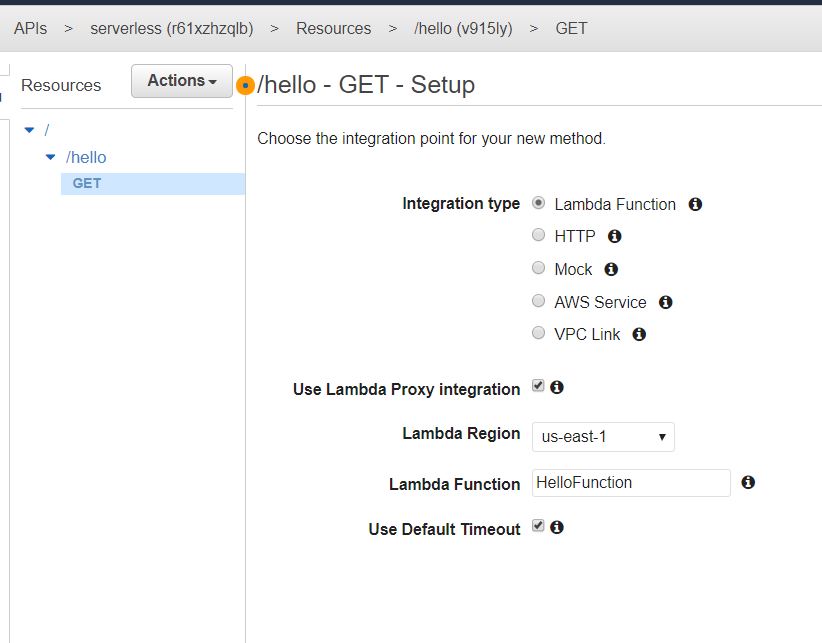 APIs > serverless (r61xzhzqlb) > Resources > /hello (v915ly) > GET
Resources
Actions
/hello - GET - Setup
/
/hello
GET
Choose the integration point for your new method.
Integration type
Lambda Function
HTTP
Mock
AWS Service
VPC Link
Use Lambda Proxy integration
Lambda Region us-east-1
Lambda Function HelloFunction
Use Default Timeout